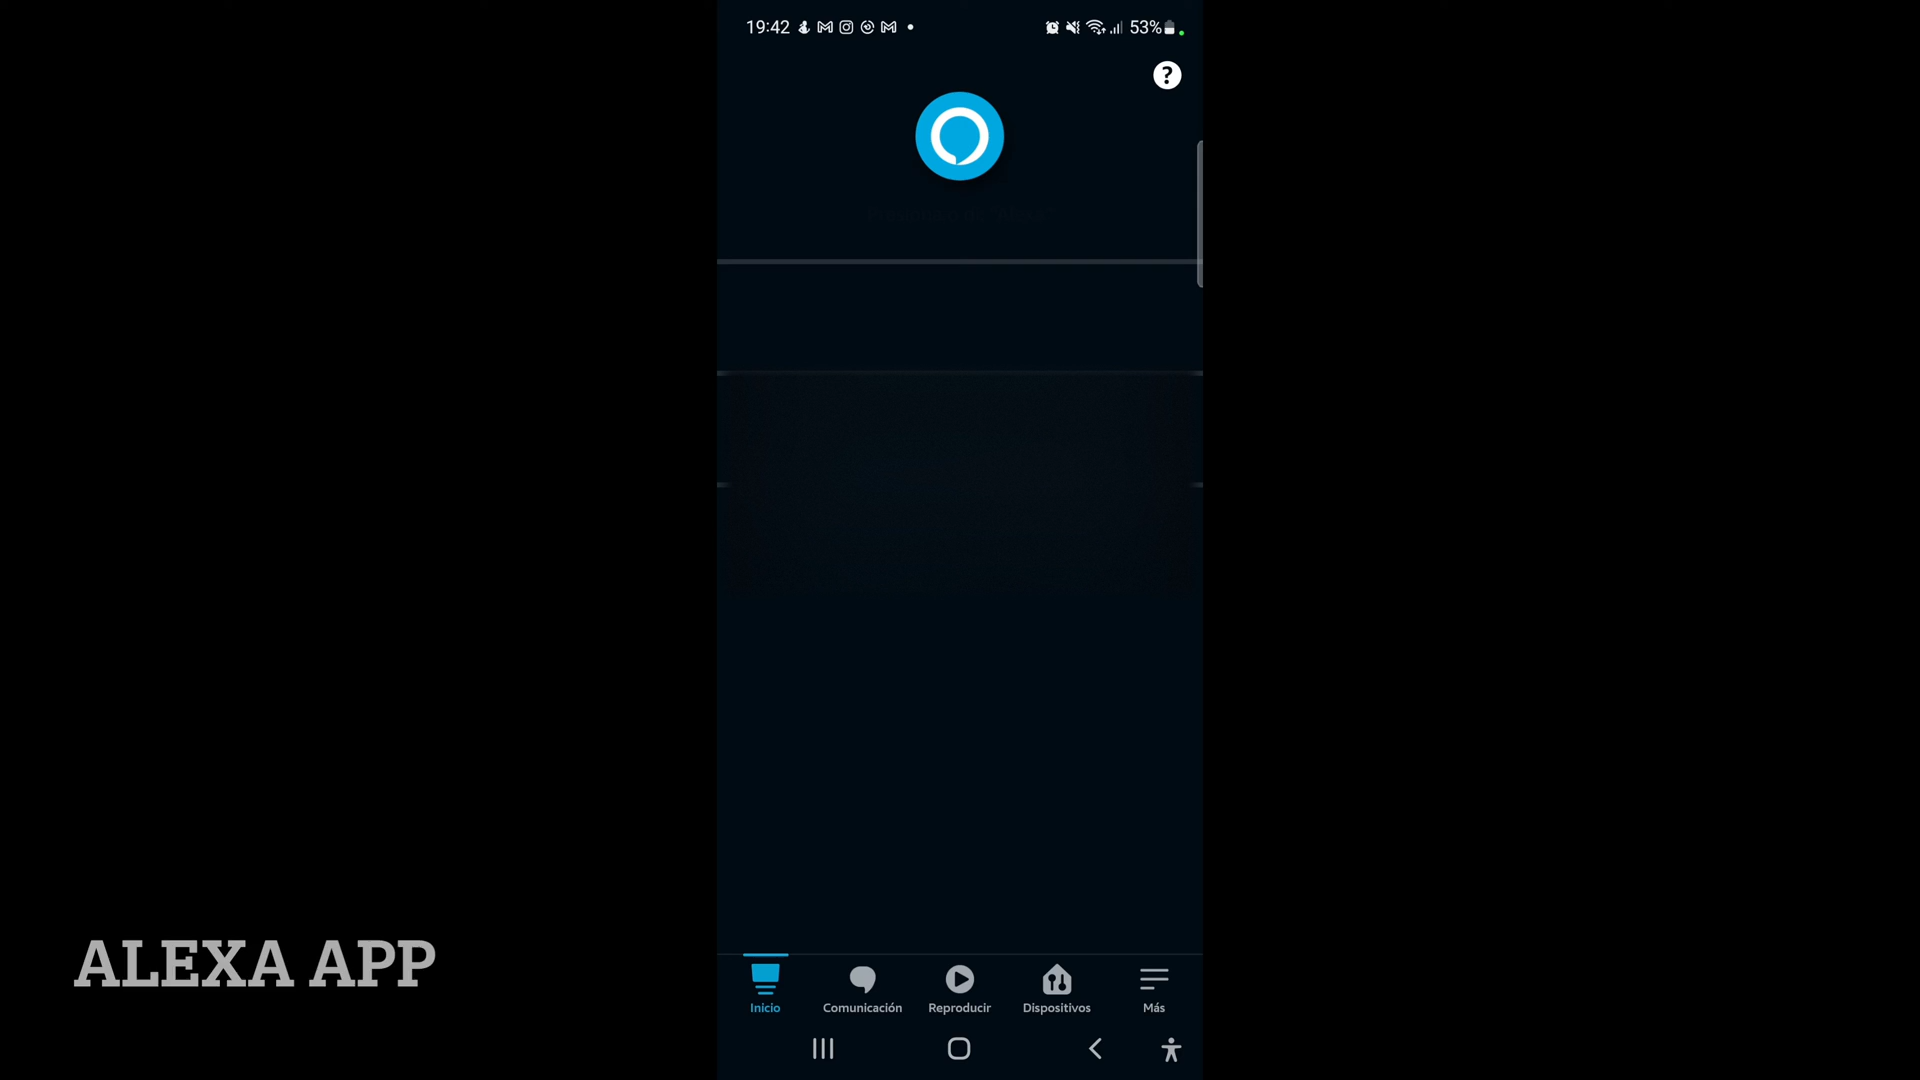 19:42
53%
?
Inicio
Comunicación
Reproducir
Dispositivos
Más
ALEXA APP